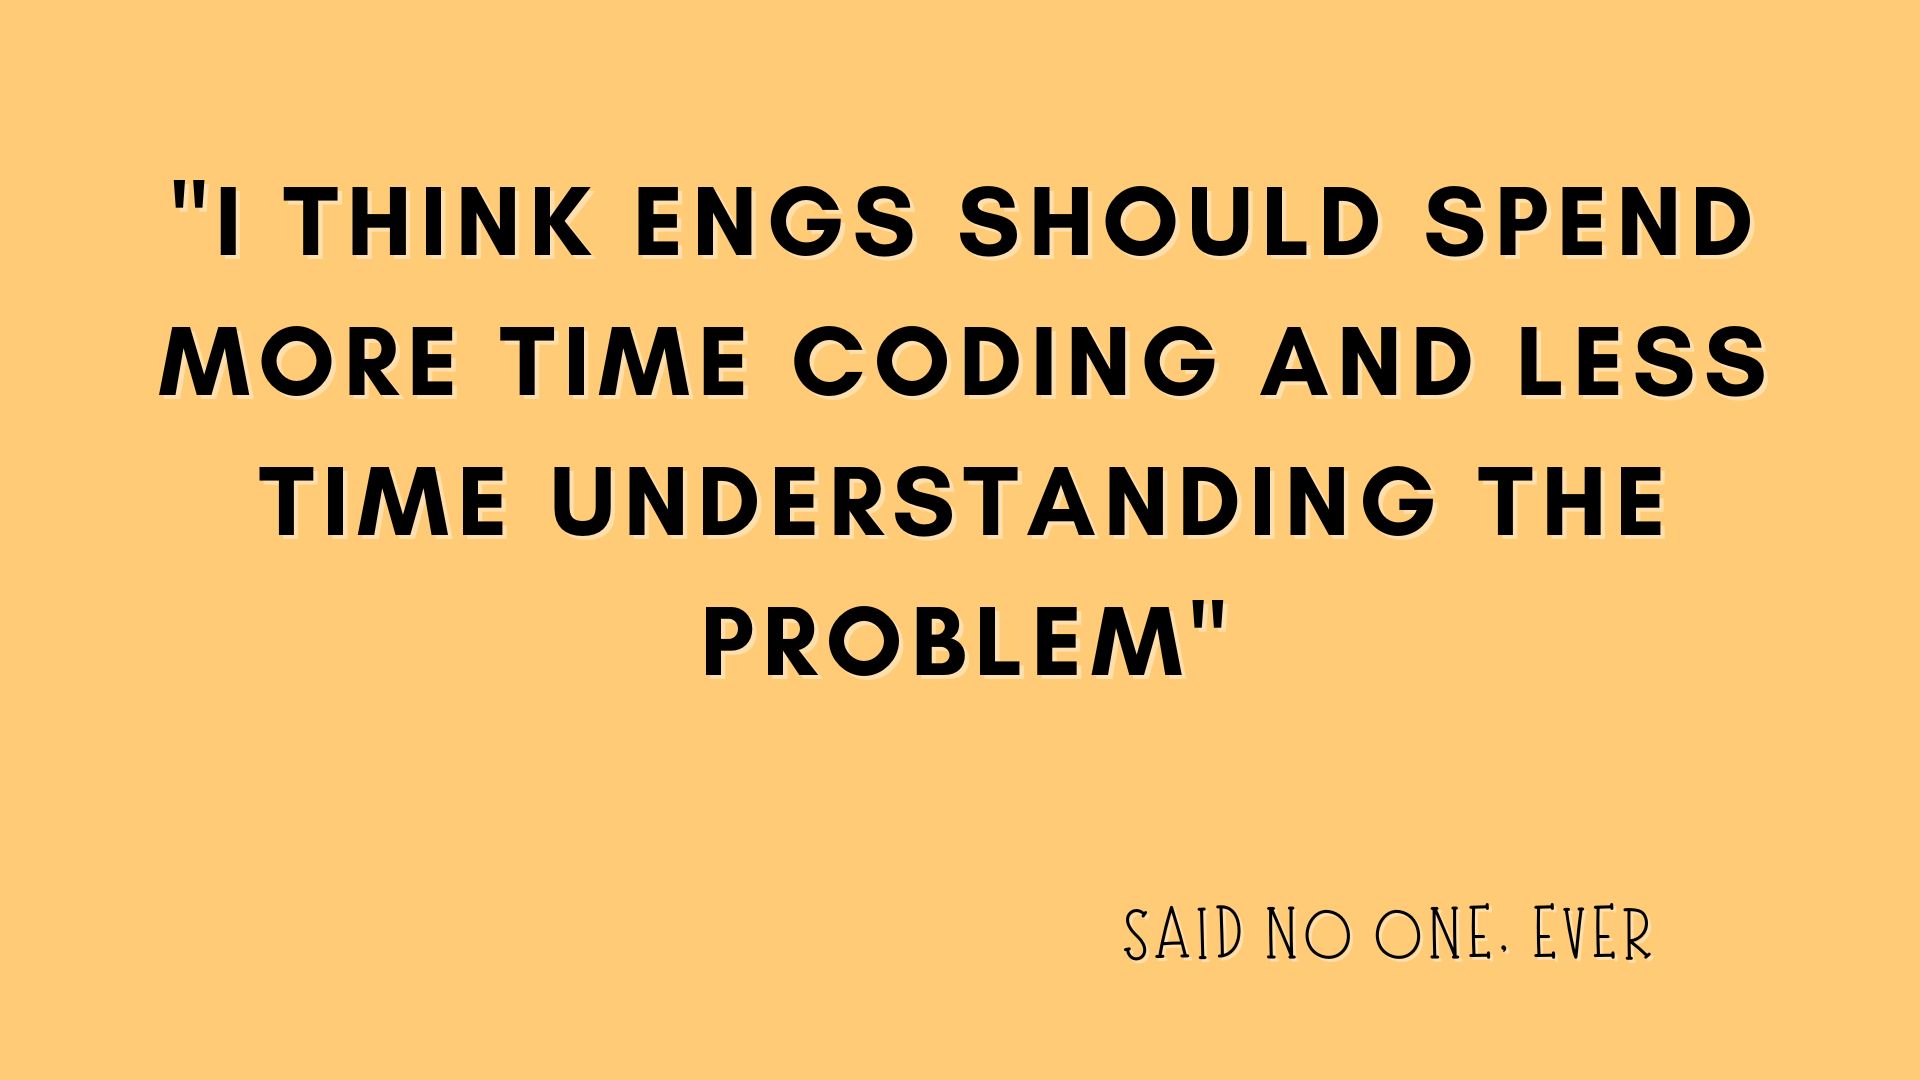 "I THINK ENGS SHOULD SPEND
MORE TIME CODING AND LESS
TIME UNDERSTANDING THE
PROBLEM"
SAID NO ONE, EVER